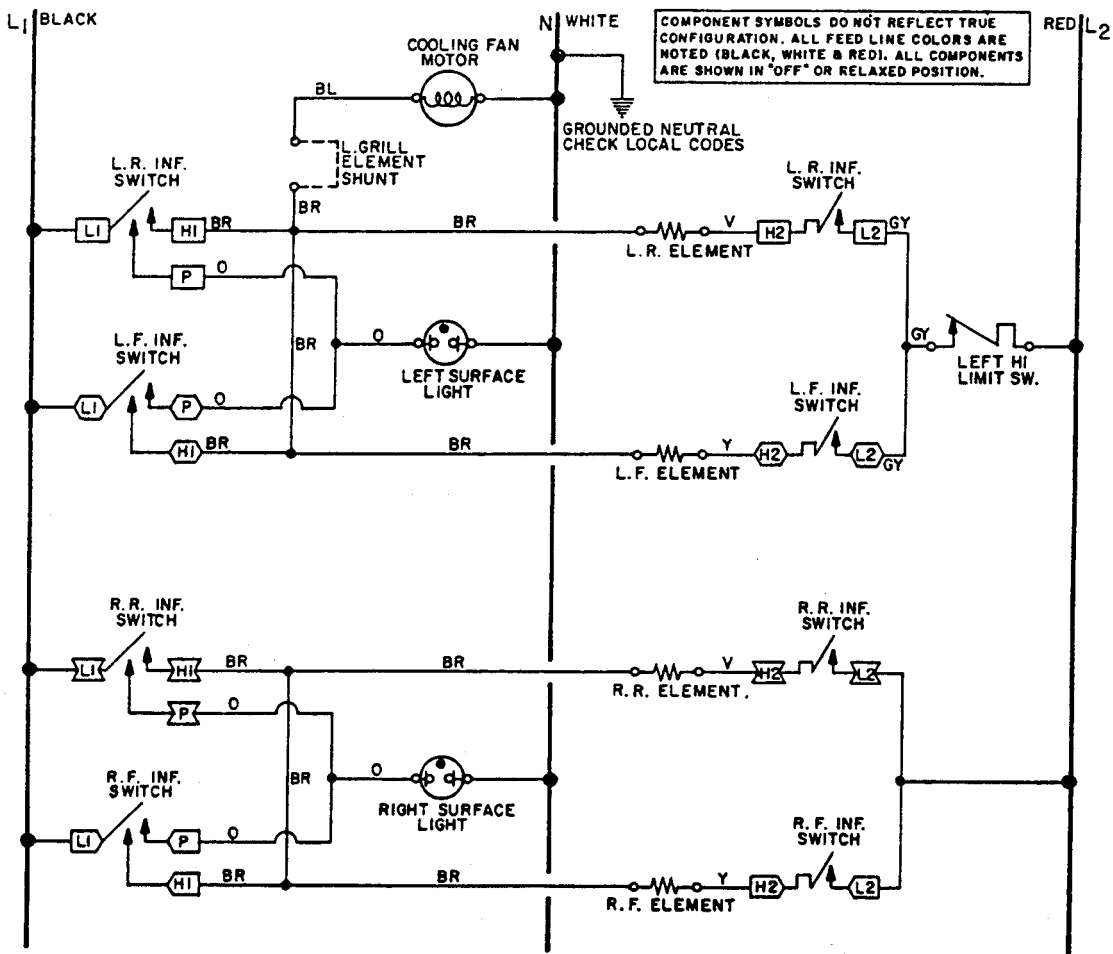 L1 BLACK
N WHITE
RED L2
COMPONENT SYMBOLS DO NOT REFLECT TRUE
CONFIGURATION. ALL FEED LINE COLORS ARE
NOTED (BLACK, WHITE & RED). ALL COMPONENTS
ARE SHOWN IN "OFF" OR RELAXED POSITION.
COOLING FAN
MOTOR
BL
GROUNDED NEUTRAL
CHECK LOCAL CODES
L.GRILL
ELEMENT
SHUNT
BR
L.R. INF.
SWITCH
L.R. INF.
SWITCH
L1
H1
BR
BR
V
H2
L2
GY
L.R. ELEMENT
P
O
L.F. INF.
SWITCH
BR
O
LEFT SURFACE
LIGHT
GY
LEFT HI
LIMIT SW.
L.F. INF.
SWITCH
L1
P
O
H1
BR
BR
Y
H2
L2
GY
L.F. ELEMENT
R.R. INF.
SWITCH
R.R. INF.
SWITCH
L1
H1
BR
BR
V
H2
L2
R.R. ELEMENT.
P
O
R.F. INF.
SWITCH
BR
O
RIGHT SURFACE
LIGHT
R.F. INF.
SWITCH
L1
P
O
H1
BR
BR
Y
H2
L2
R.F. ELEMENT